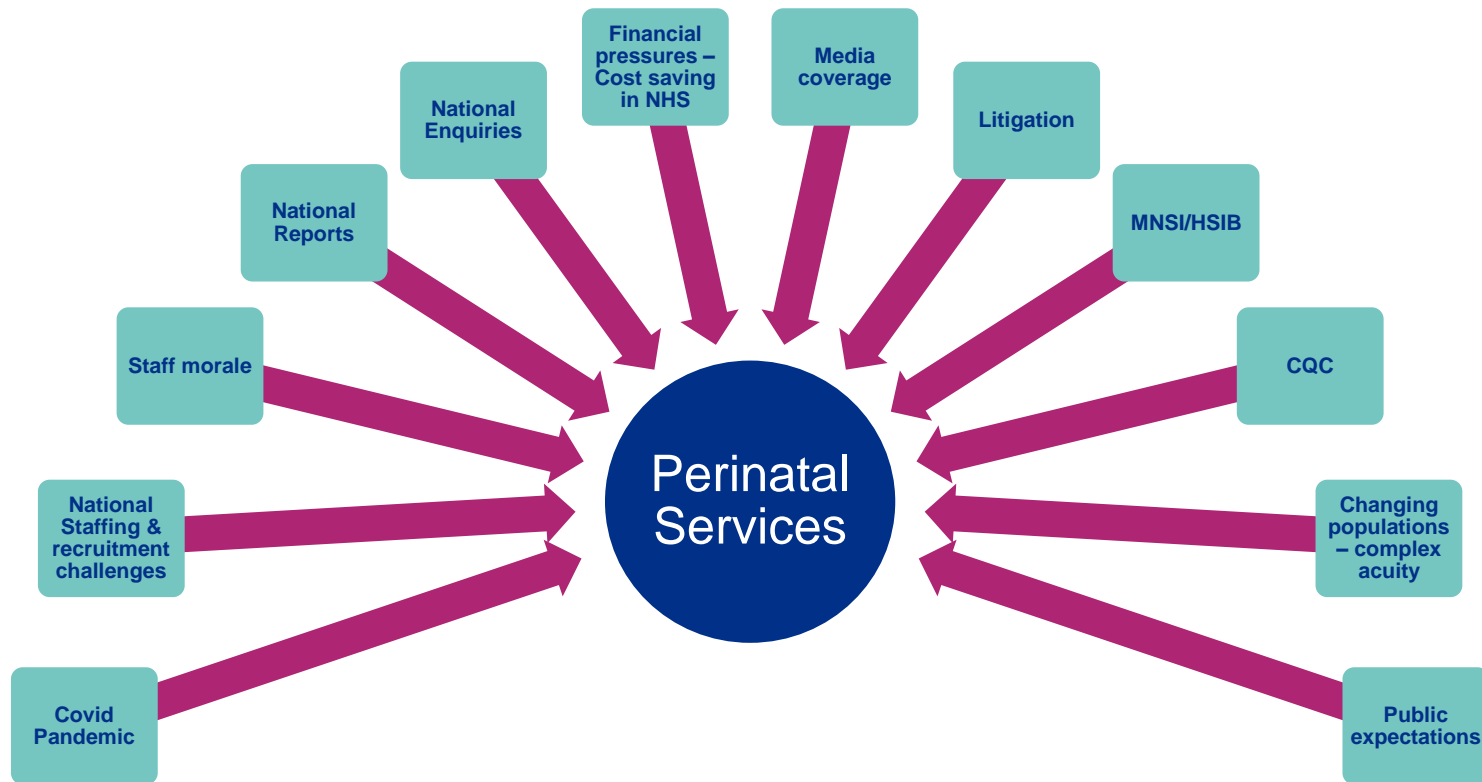 Financial
pressures –
Cost saving
in NHS
Media
coverage
National
Enquiries
Litigation
National
Reports
MNSI/HSIB
Staff morale
CQC
Perinatal
Services
National
Staffing &
recruitment
challenges
Changing
populations
– complex
acuity
Covid
Pandemic
Public
expectations